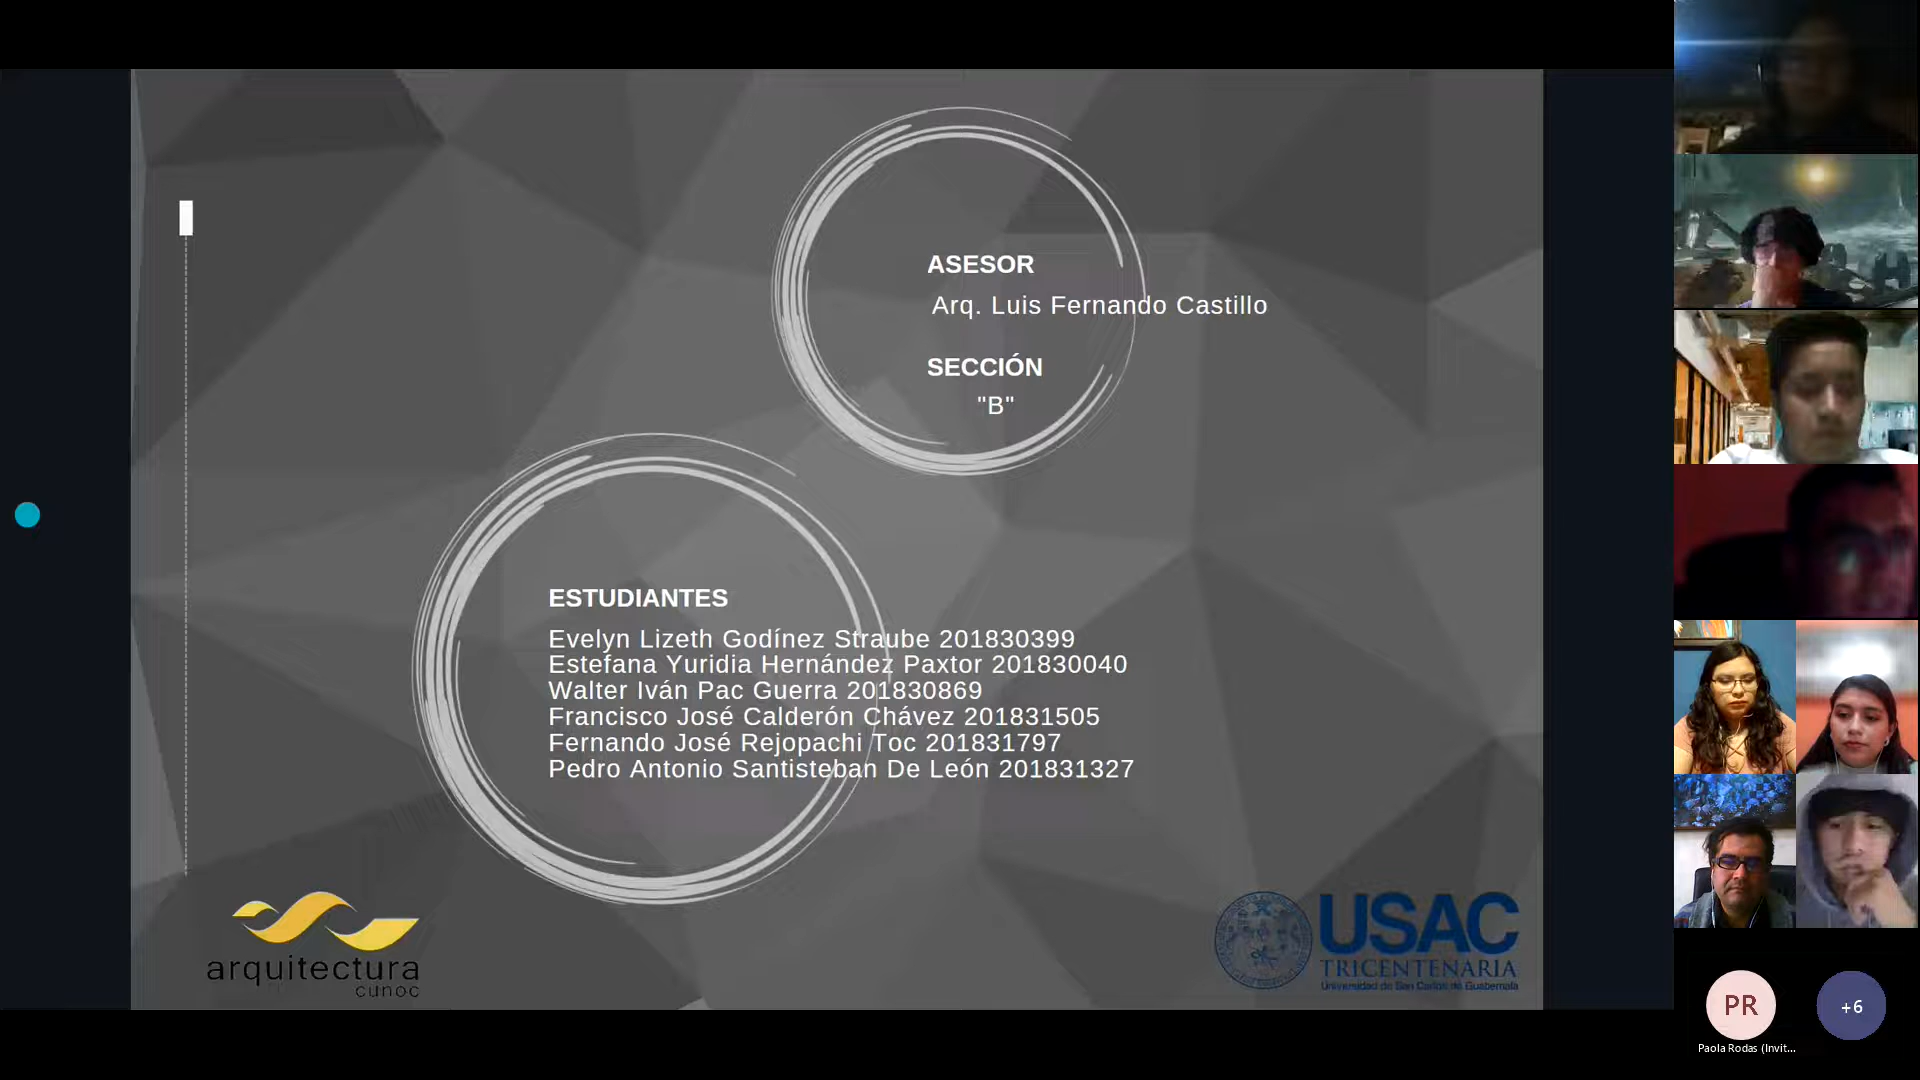 ASESOR
Arq. Luis Fernando Castillo
SECCIÓN
"B"
ESTUDIANTES
Evelyn Lizeth Godínez Straube 201830399
Estefana Yuridia Hernández Paxtor 201830040
Walter Iván Pac Guerra 201830869
Francisco José Calderón Chávez 201831505
Fernando José Rejopachi Toc 201831797
Pedro Antonio Santisteban De León 201831327
arquitectura
cunoc
USAC
TRICENTENARIA
Universidad de San Carlos de Guatemala
PR
+6
Paola Rodas (Invit...